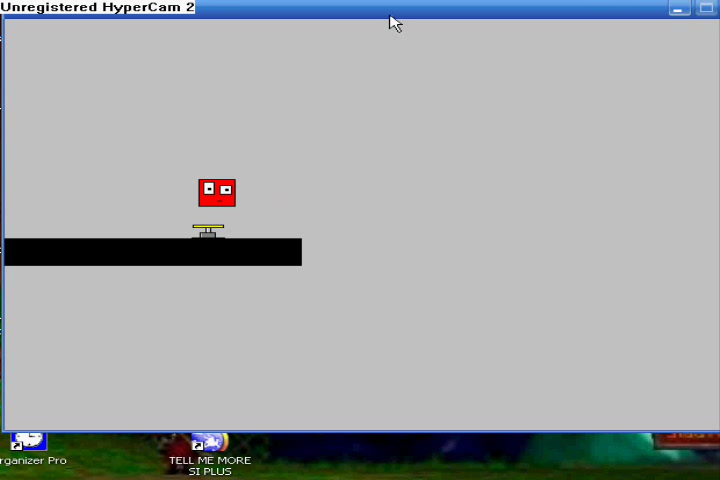 Unregistered HyperCam 2
rganizer Pro
TELL ME MORE
SI PLUS